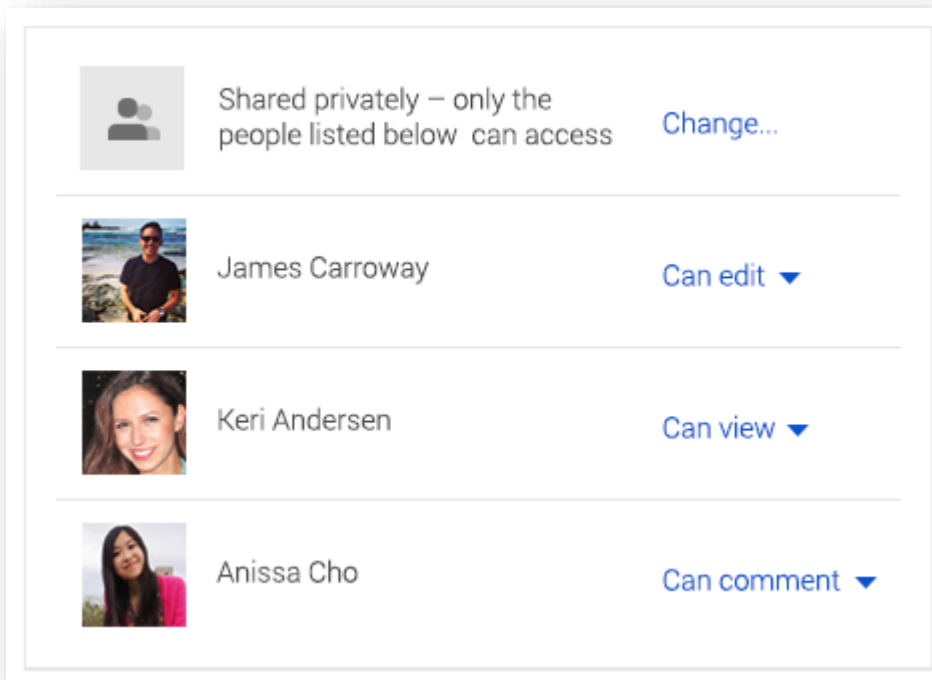 Shared privately – only the
people listed below  can access
Change...
James Carroway
Can edit
Keri Andersen
Can view
Anissa Cho
Can comment